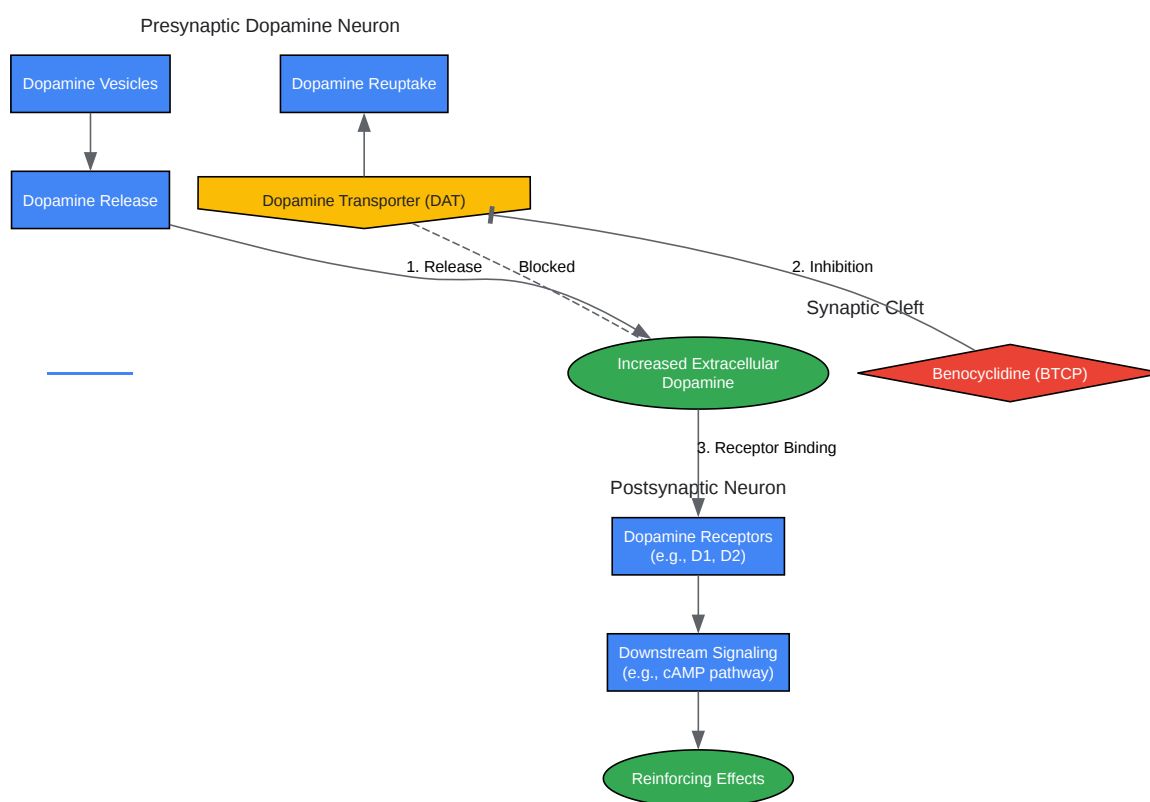 Presynaptic Dopamine Neuron
Dopamine Vesicles
Dopamine Reuptake
Dopamine Release
Dopamine Transporter (DAT)
1. Release
Blocked
2. Inhibition
Synaptic Cleft
Increased Extracellular
Dopamine
Benocyclidine (BTCP)
3. Receptor Binding
Postsynaptic Neuron
Dopamine Receptors
(e.g., D1, D2)
Downstream Signaling
(e.g., cAMP pathway)
Reinforcing Effects